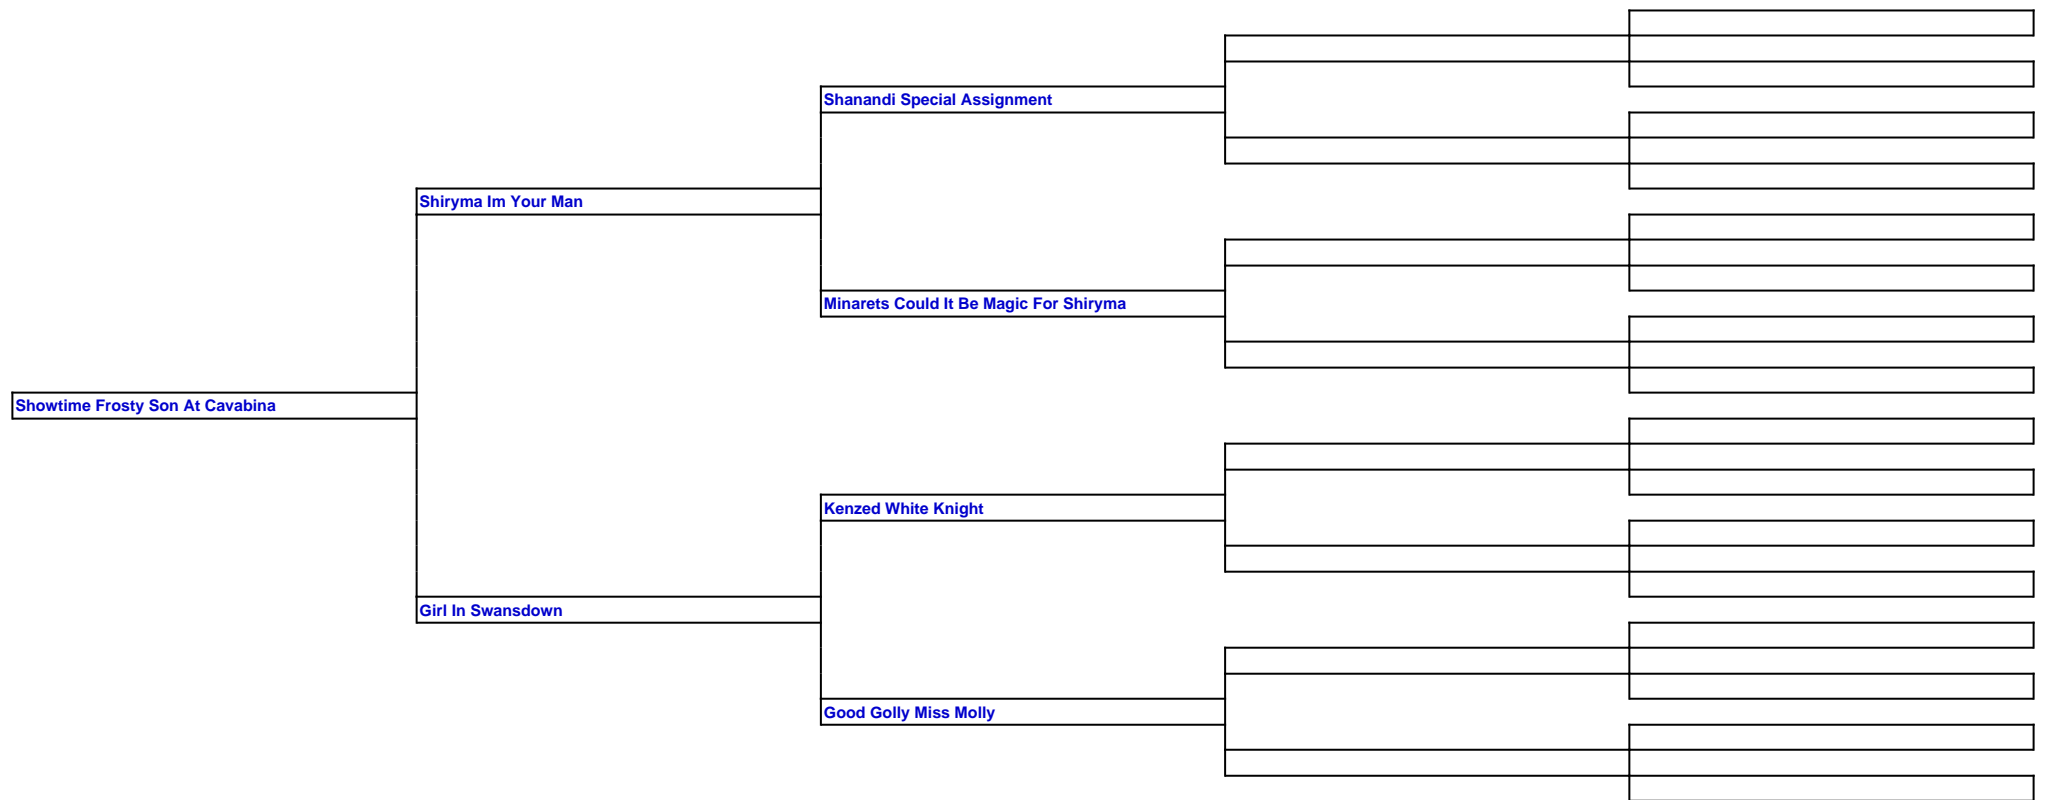 Shanandi Special Assignment
Shiryma Im Your Man
Minarets Could It Be Magic For Shiryma
Showtime Frosty Son At Cavabina
Kenzed White Knight
Girl In Swansdown
Good Golly Miss Molly